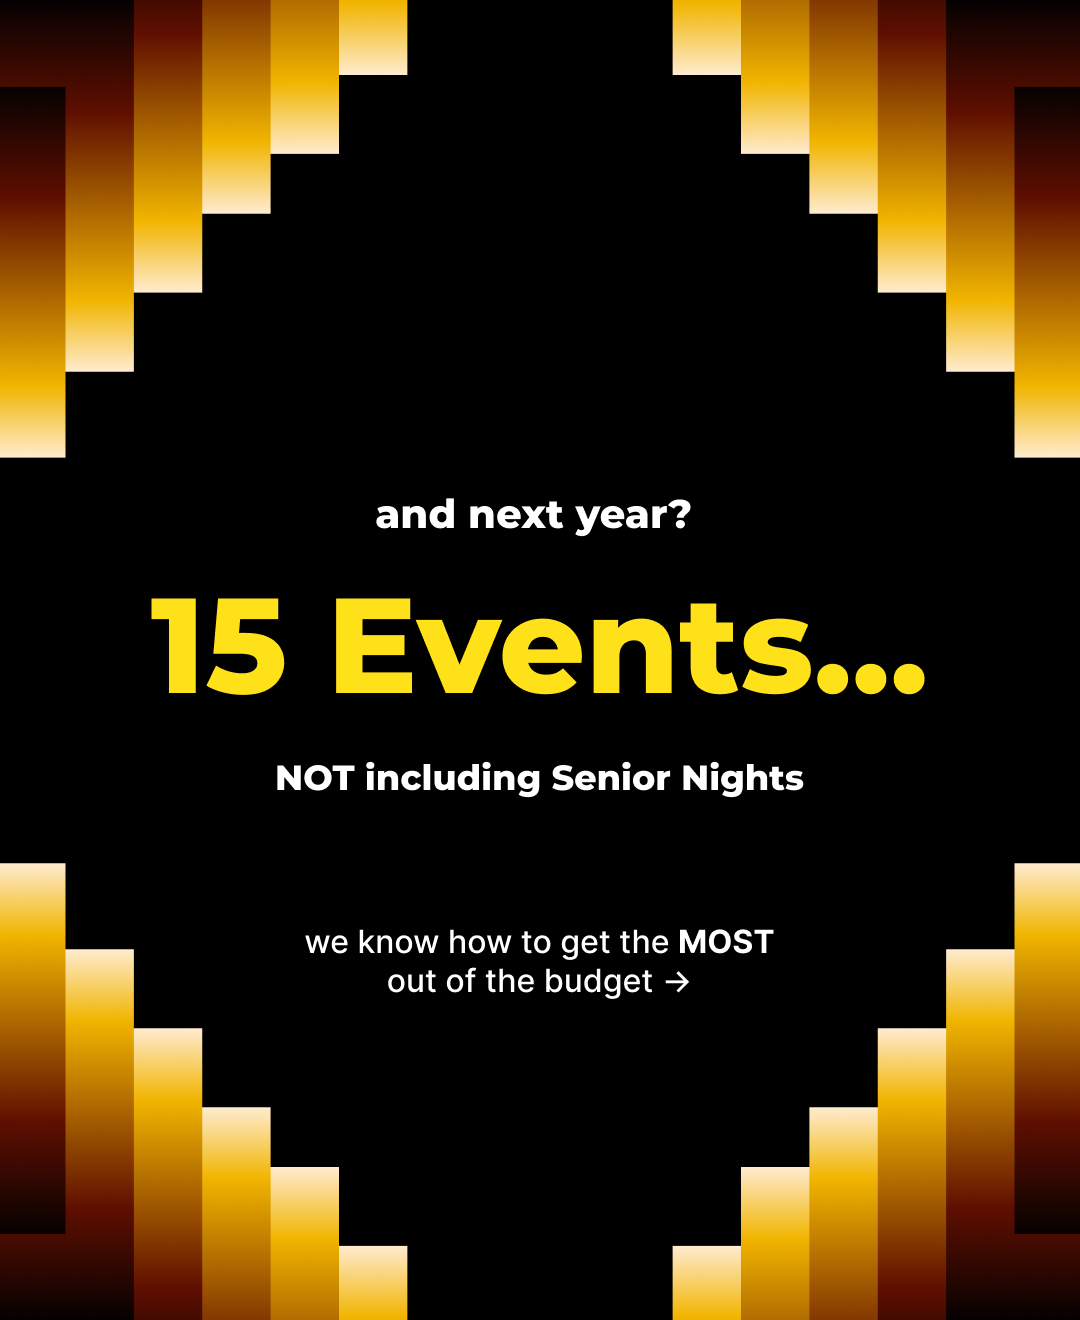 and next year?
15 Events...
NOT including Senior Nights
we know how to get the MOST
out of the budget →